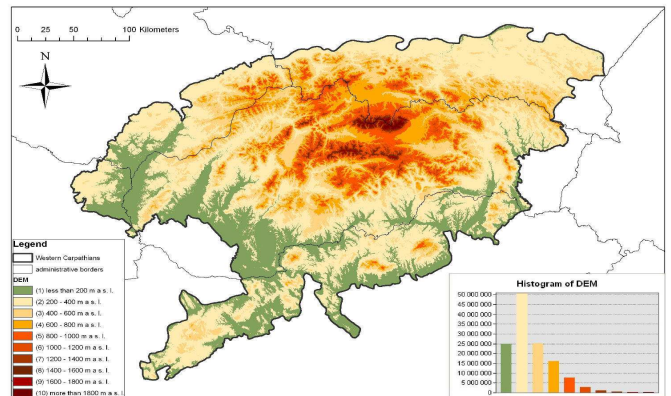 0 25 50 100 Kilometers
N
Legend
Western Carpathians
administrative borders
DEM
(1) less than 200 m a s. l.
(2) 200 - 400 m a s. l.
(3) 400 - 600 m a s. l.
(4) 600 - 800 m a s. l.
(5) 800 - 1000 m a s. l.
(6) 1000 - 1200 m a s. l.
(7) 1200 - 1400 m a s. l.
(8) 1400 - 1600 m a s. l.
(9) 1600 - 1800 m a s. l.
(10) more than 1800 m a s. l.
Histogram of DEM
50 000 000
45 000 000
40 000 000
35 000 000
30 000 000
25 000 000
20 000 000
15 000 000
10 000 000
5 000 000
0